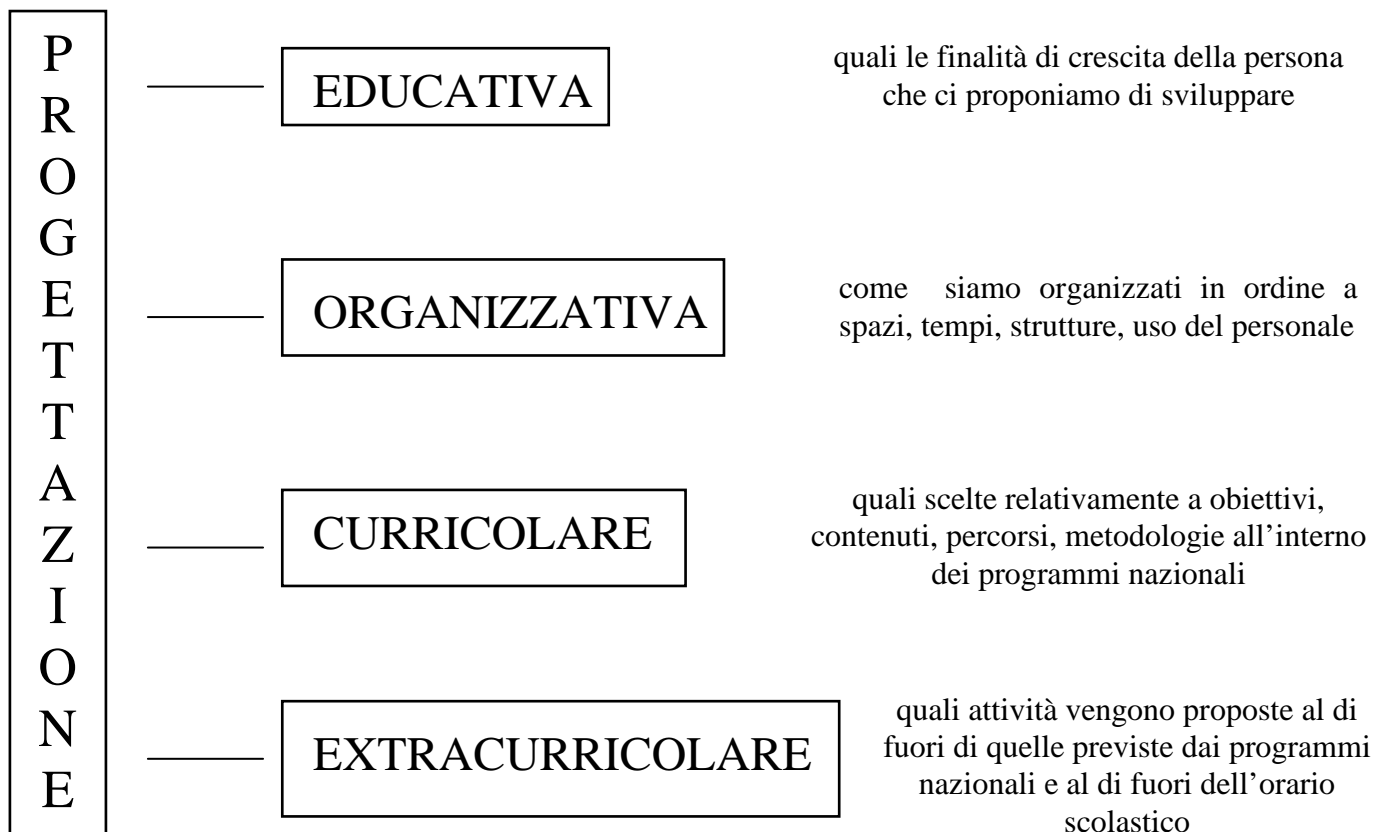 PROGETTAZIONE
EDUCATIVA
quali le finalità di crescita della persona
che ci proponiamo di sviluppare
ORGANIZZATIVA
come siamo organizzati in ordine a
spazi, tempi, strutture, uso del personale
CURRICOLARE
quali scelte relativamente a obiettivi,
contenuti, percorsi, metodologie all’interno
dei programmi nazionali
EXTRACURRICOLARE
quali attività vengono proposte al di
fuori di quelle previste dai programmi
nazionali e al di fuori dell’orario
scolastico